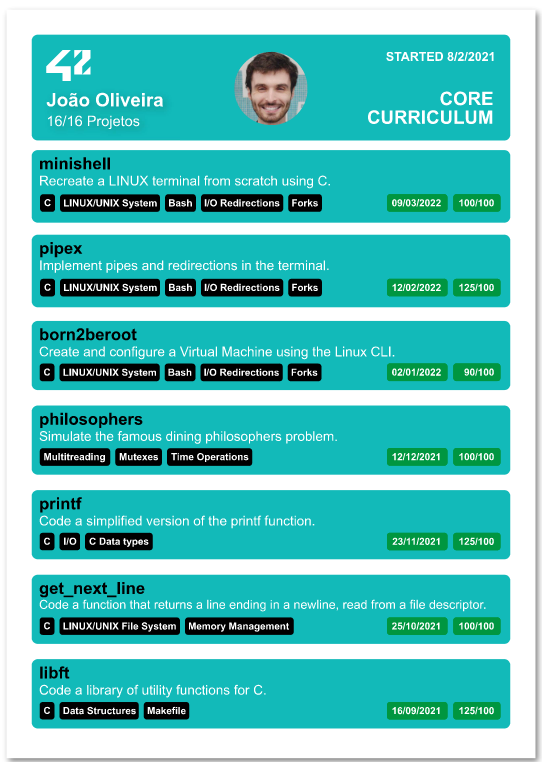 42
STARTED 8/2/2021
João Oliveira
16/16 Projetos
CORE
CURRICULUM
minishell
Recreate a LINUX terminal from scratch using C.
C LINUX/UNIX System Bash I/O Redirections Forks 09/03/2022 100/100
pipex
Implement pipes and redirections in the terminal.
C LINUX/UNIX System Bash I/O Redirections Forks 12/02/2022 125/100
born2beroot
Create and configure a Virtual Machine using the Linux CLI.
C LINUX/UNIX System Bash I/O Redirections Forks 02/01/2022 90/100
philosophers
Simulate the famous dining philosophers problem.
Multitreading Mutexes Time Operations 12/12/2021 100/100
printf
Code a simplified version of the printf function.
C I/O C Data types 23/11/2021 125/100
get_next_line
Code a function that returns a line ending in a newline, read from a file descriptor.
C LINUX/UNIX File System Memory Management 25/10/2021 100/100
libft
Code a library of utility functions for C.
C Data Structures Makefile 16/09/2021 125/100